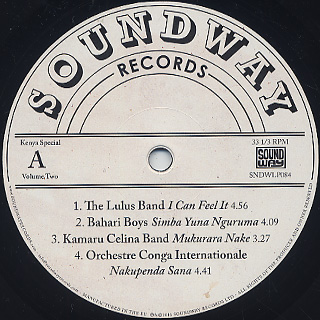 SOUNDWAY
RECORDS
Kenya Special
A
Volume,Two
33 1/3 RPM
SOUND
WAY
SNDWLP084
1. The Lulus Band I Can Feel It 4.56
2. Bahari Boys Simba Yuna Nguruma 4.09
3. Kamaru Celina Band Mukurara Nake 3.27
4. Orchestre Conga Internationale
Nakupenda Sana 4.41